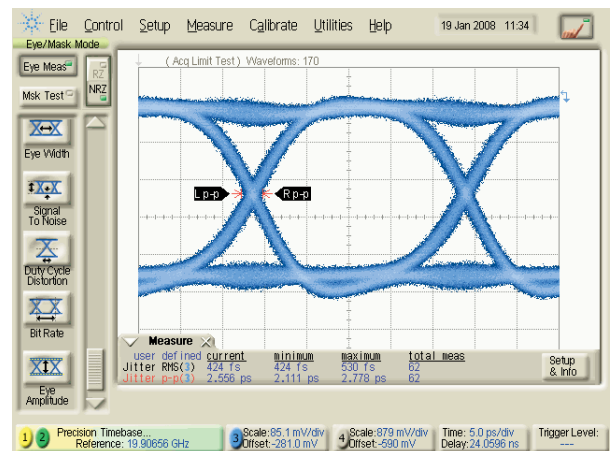 File Control Setup Measure Calibrate Utilities Help 19 Jan 2008 11:34
Eye/Mask Mode
Eye Meas
RZ
NRZ
Msk Test
( Acq Limit Test ) Waveforms: 170
Eye Width
Signal
To Noise
Duty Cycle
Distortion
Bit Rate
Eye
Amplitude
L p-p
R p-p
Measure
user defined current minimum maximum total meas
Jitter RMS(3) 424 fs 424 fs 530 fs 62
Jitter p-p(3) 2.556 ps 2.111 ps 2.778 ps 62
Setup
& Info
1 2 Precision Timebase...
Reference: 19.90656 GHz
3 Scale:85.1 mV/div
Offset:-281.0 mV
4 Scale:879 mV/div
Offset:-590 mV
Time: 5.0 ps/div
Delay:24.0596 ns
Trigger Level:
---